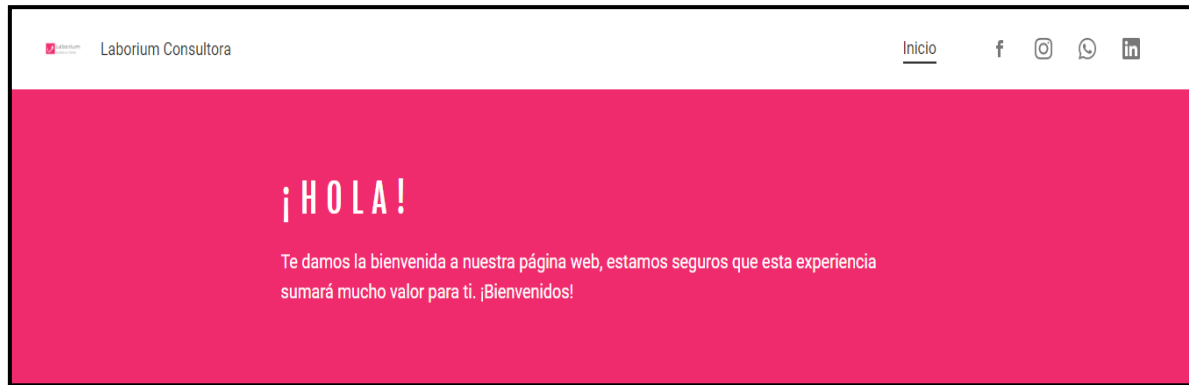 Laborium Consultora
Inicio
¡HOLA!
Te damos la bienvenida a nuestra página web, estamos seguros que esta experiencia
sumará mucho valor para ti. ¡Bienvenidos!